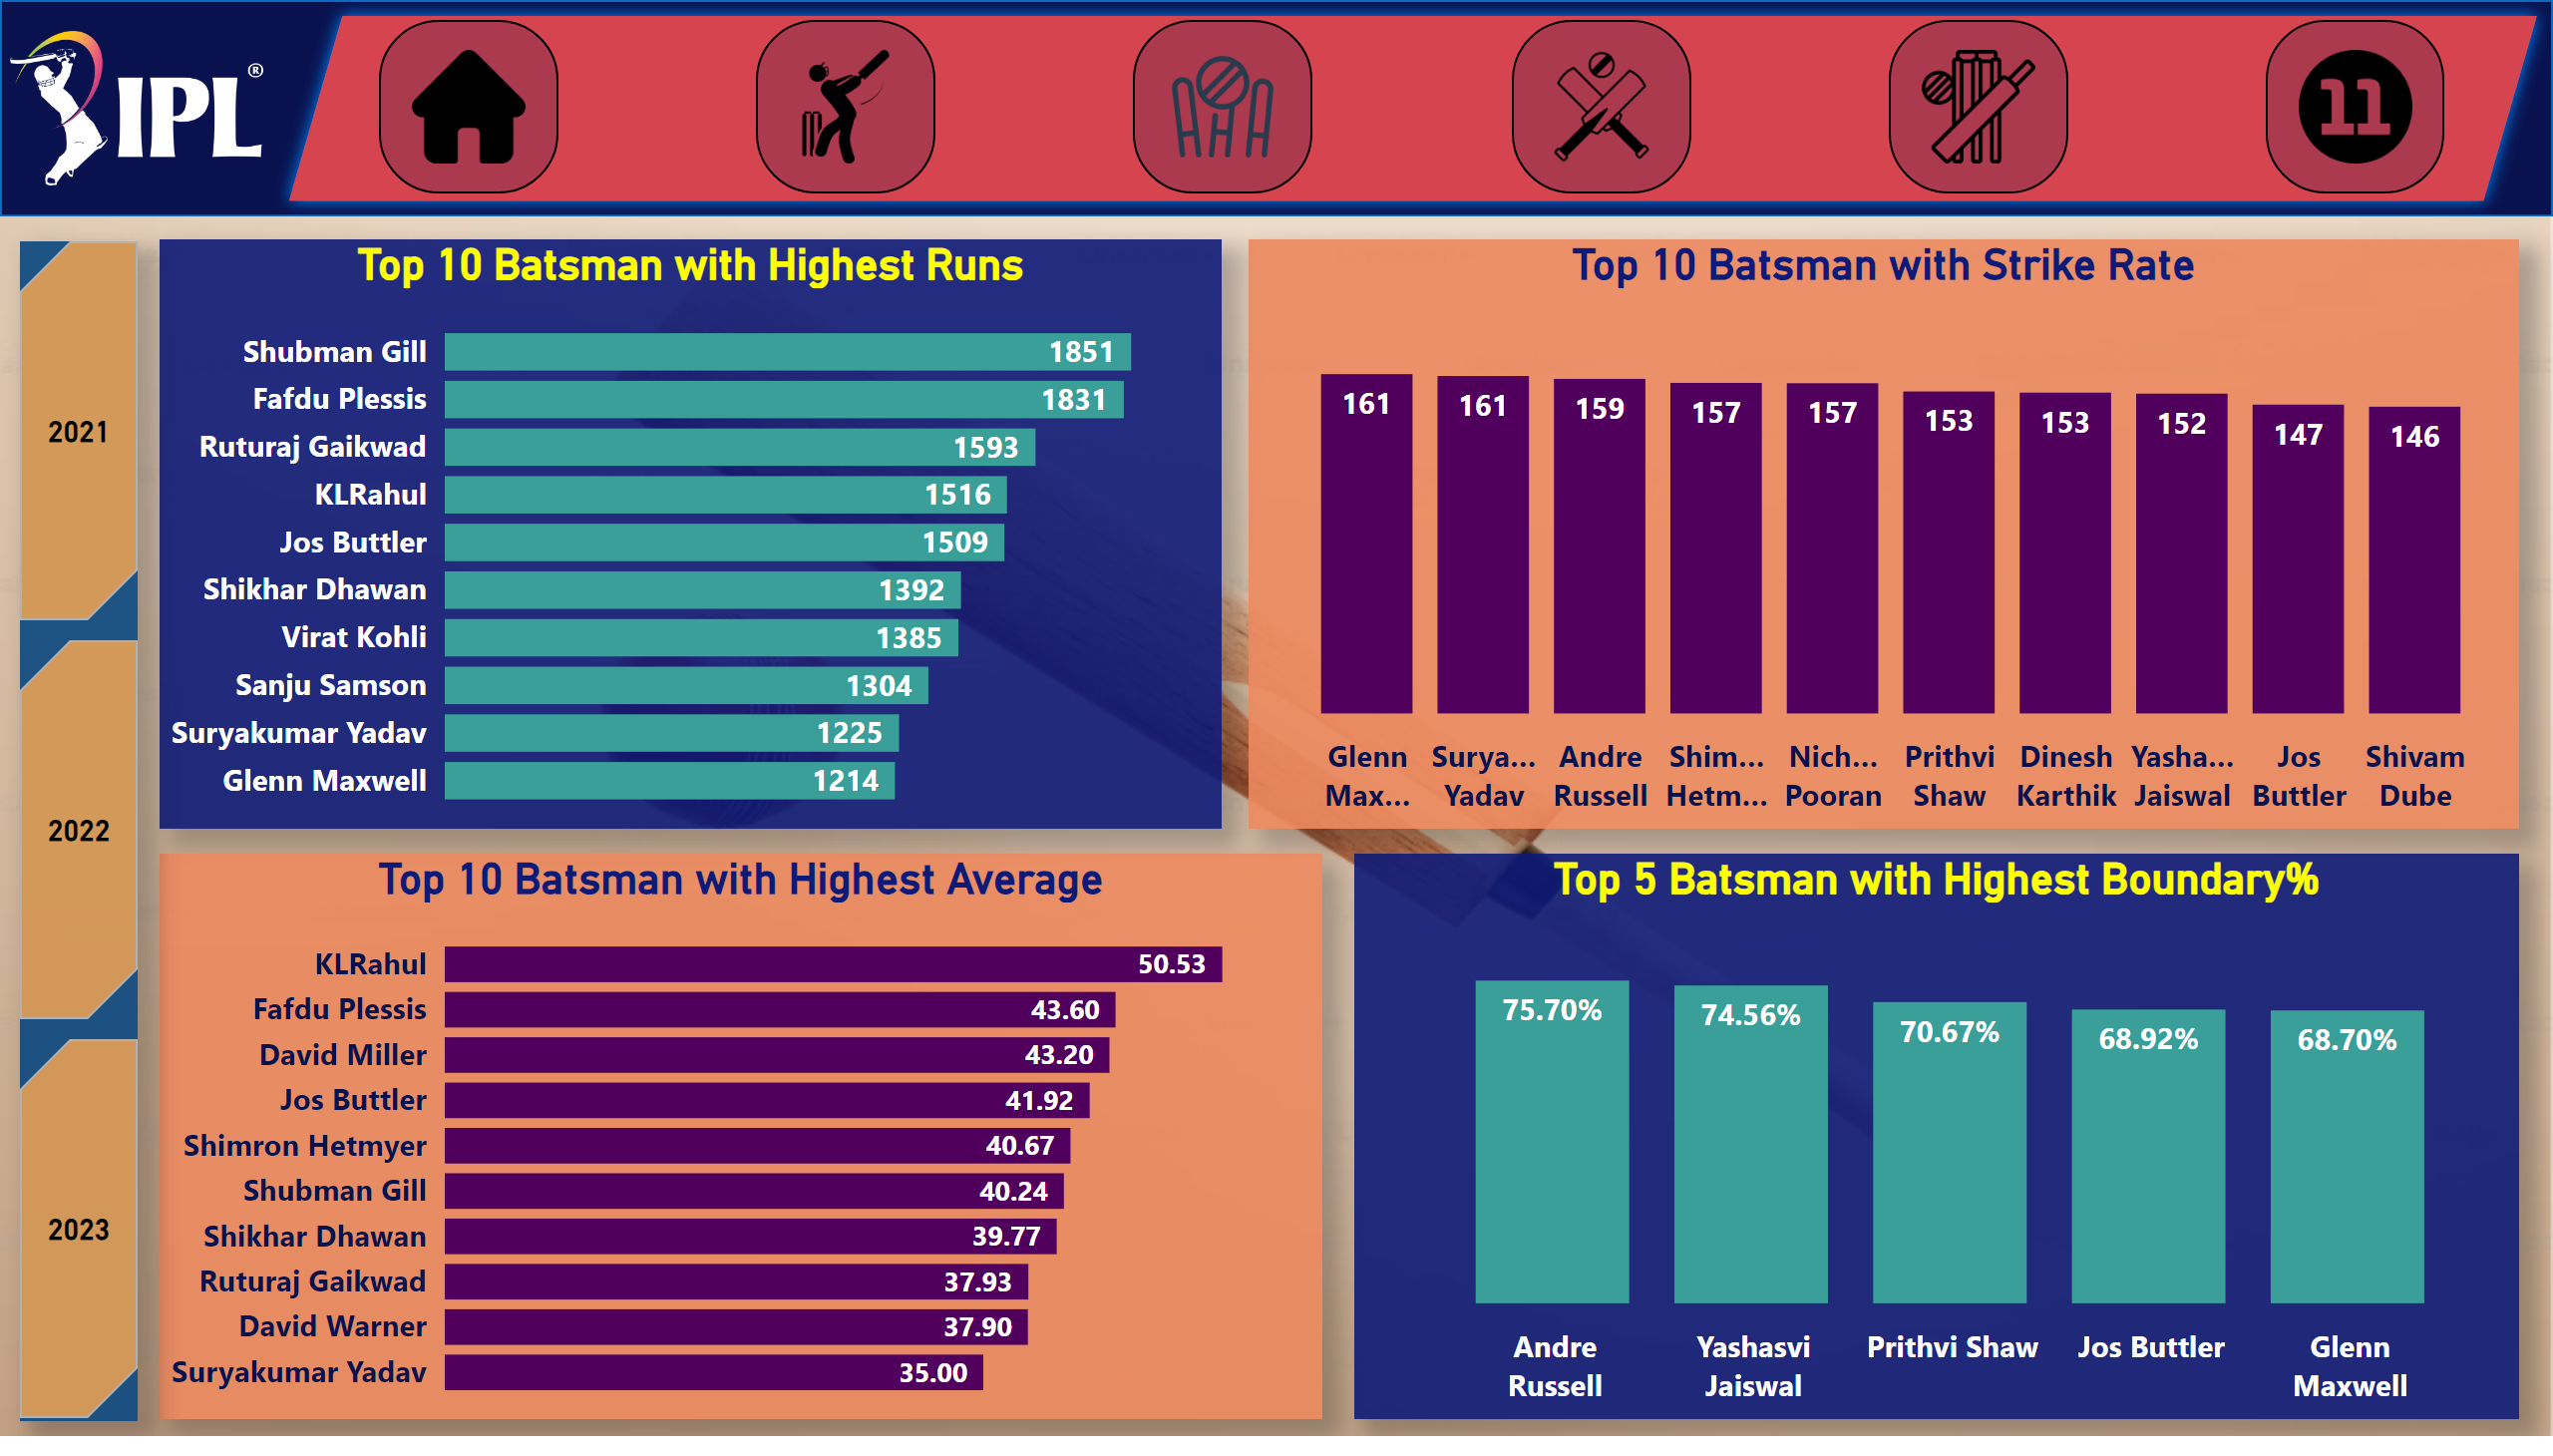 IPL®
11
2021
2022
2023
Top 10 Batsman with Highest Runs
Shubman Gill 1851
Fafdu Plessis 1831
Ruturaj Gaikwad 1593
KLRahul 1516
Jos Buttler 1509
Shikhar Dhawan 1392
Virat Kohli 1385
Sanju Samson 1304
Suryakumar Yadav 1225
Glenn Maxwell 1214
Top 10 Batsman with Strike Rate
161 161 159 157 157 153 153 152 147 146
Glenn Surya... Andre Shim... Nich... Prithvi Dinesh Yasha... Jos Shivam
Max... Yadav Russell Hetm... Pooran Shaw Karthik Jaiswal Buttler Dube
Top 10 Batsman with Highest Average
KLRahul 50.53
Fafdu Plessis 43.60
David Miller 43.20
Jos Buttler 41.92
Shimron Hetmyer 40.67
Shubman Gill 40.24
Shikhar Dhawan 39.77
Ruturaj Gaikwad 37.93
David Warner 37.90
Suryakumar Yadav 35.00
Top 5 Batsman with Highest Boundary%
75.70% 74.56% 70.67% 68.92% 68.70%
Andre Yashasvi Prithvi Shaw Jos Buttler Glenn
Russell Jaiswal Maxwell